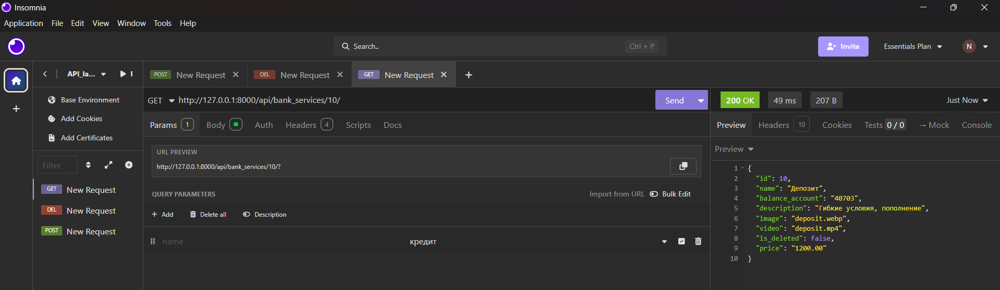 Insomnia
Application File Edit View Window Tools Help
Search.. Ctrl + P
Invite
Essentials Plan
N
API_la...
POST New Request
DEL New Request
GET New Request
Base Environment
Add Cookies
Add Certificates
Filter
GET New Request
DEL New Request
POST New Request
GET http://127.0.0.1:8000/api/bank_services/10/
Send
Params 1 Body Auth Headers 4 Scripts Docs
URL PREVIEW
http://127.0.0.1:8000/api/bank_services/10/?
QUERY PARAMETERS
Import from URL Bulk Edit
Add Delete all Description
name кредит
200 OK 49 ms 207 B Just Now
Preview Headers 10 Cookies Tests 0 / 0 → Mock Console
Preview
1 {
2 "id": 10,
3 "name": "Депозит",
4 "balance_account": "40703",
5 "description": "Гибкие условия, пополнение",
6 "image": "deposit.webp",
7 "video": "deposit.mp4",
8 "is_deleted": false,
9 "price": "1200.00"
10 }